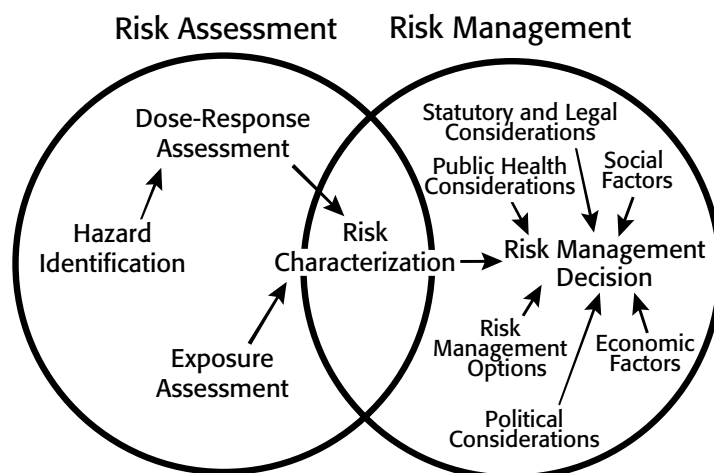 Risk Assessment
Risk Management
Dose-Response
Assessment
Hazard
Identification
Exposure
Assessment
Risk
Characterization
Statutory and Legal
Considerations
Public Health
Considerations
Social
Factors
Risk Management
Decision
Risk
Management
Options
Economic
Factors
Political
Considerations